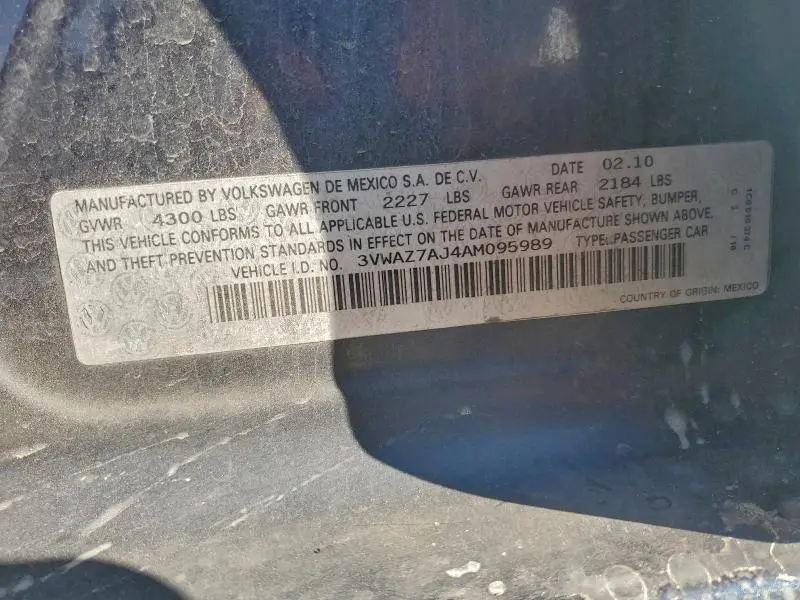 MANUFACTURED BY VOLKSWAGEN DE MEXICO S.A. DE C.V. DATE 02.10
GVWR 4300 LBS GAWR FRONT 2227 LBS GAWR REAR 2184 LBS
THIS VEHICLE CONFORMS TO ALL APPLICABLE U.S. FEDERAL MOTOR VEHICLE SAFETY, BUMPER,
AND THEFT PREVENTION STANDARDS IN EFFECT ON THE DATE OF MANUFACTURE SHOWN ABOVE.
VEHICLE I.D. NO. 3VWAZ7AJ4AM095989 TYPE: PASSENGER CAR
COUNTRY OF ORIGIN: MEXICO